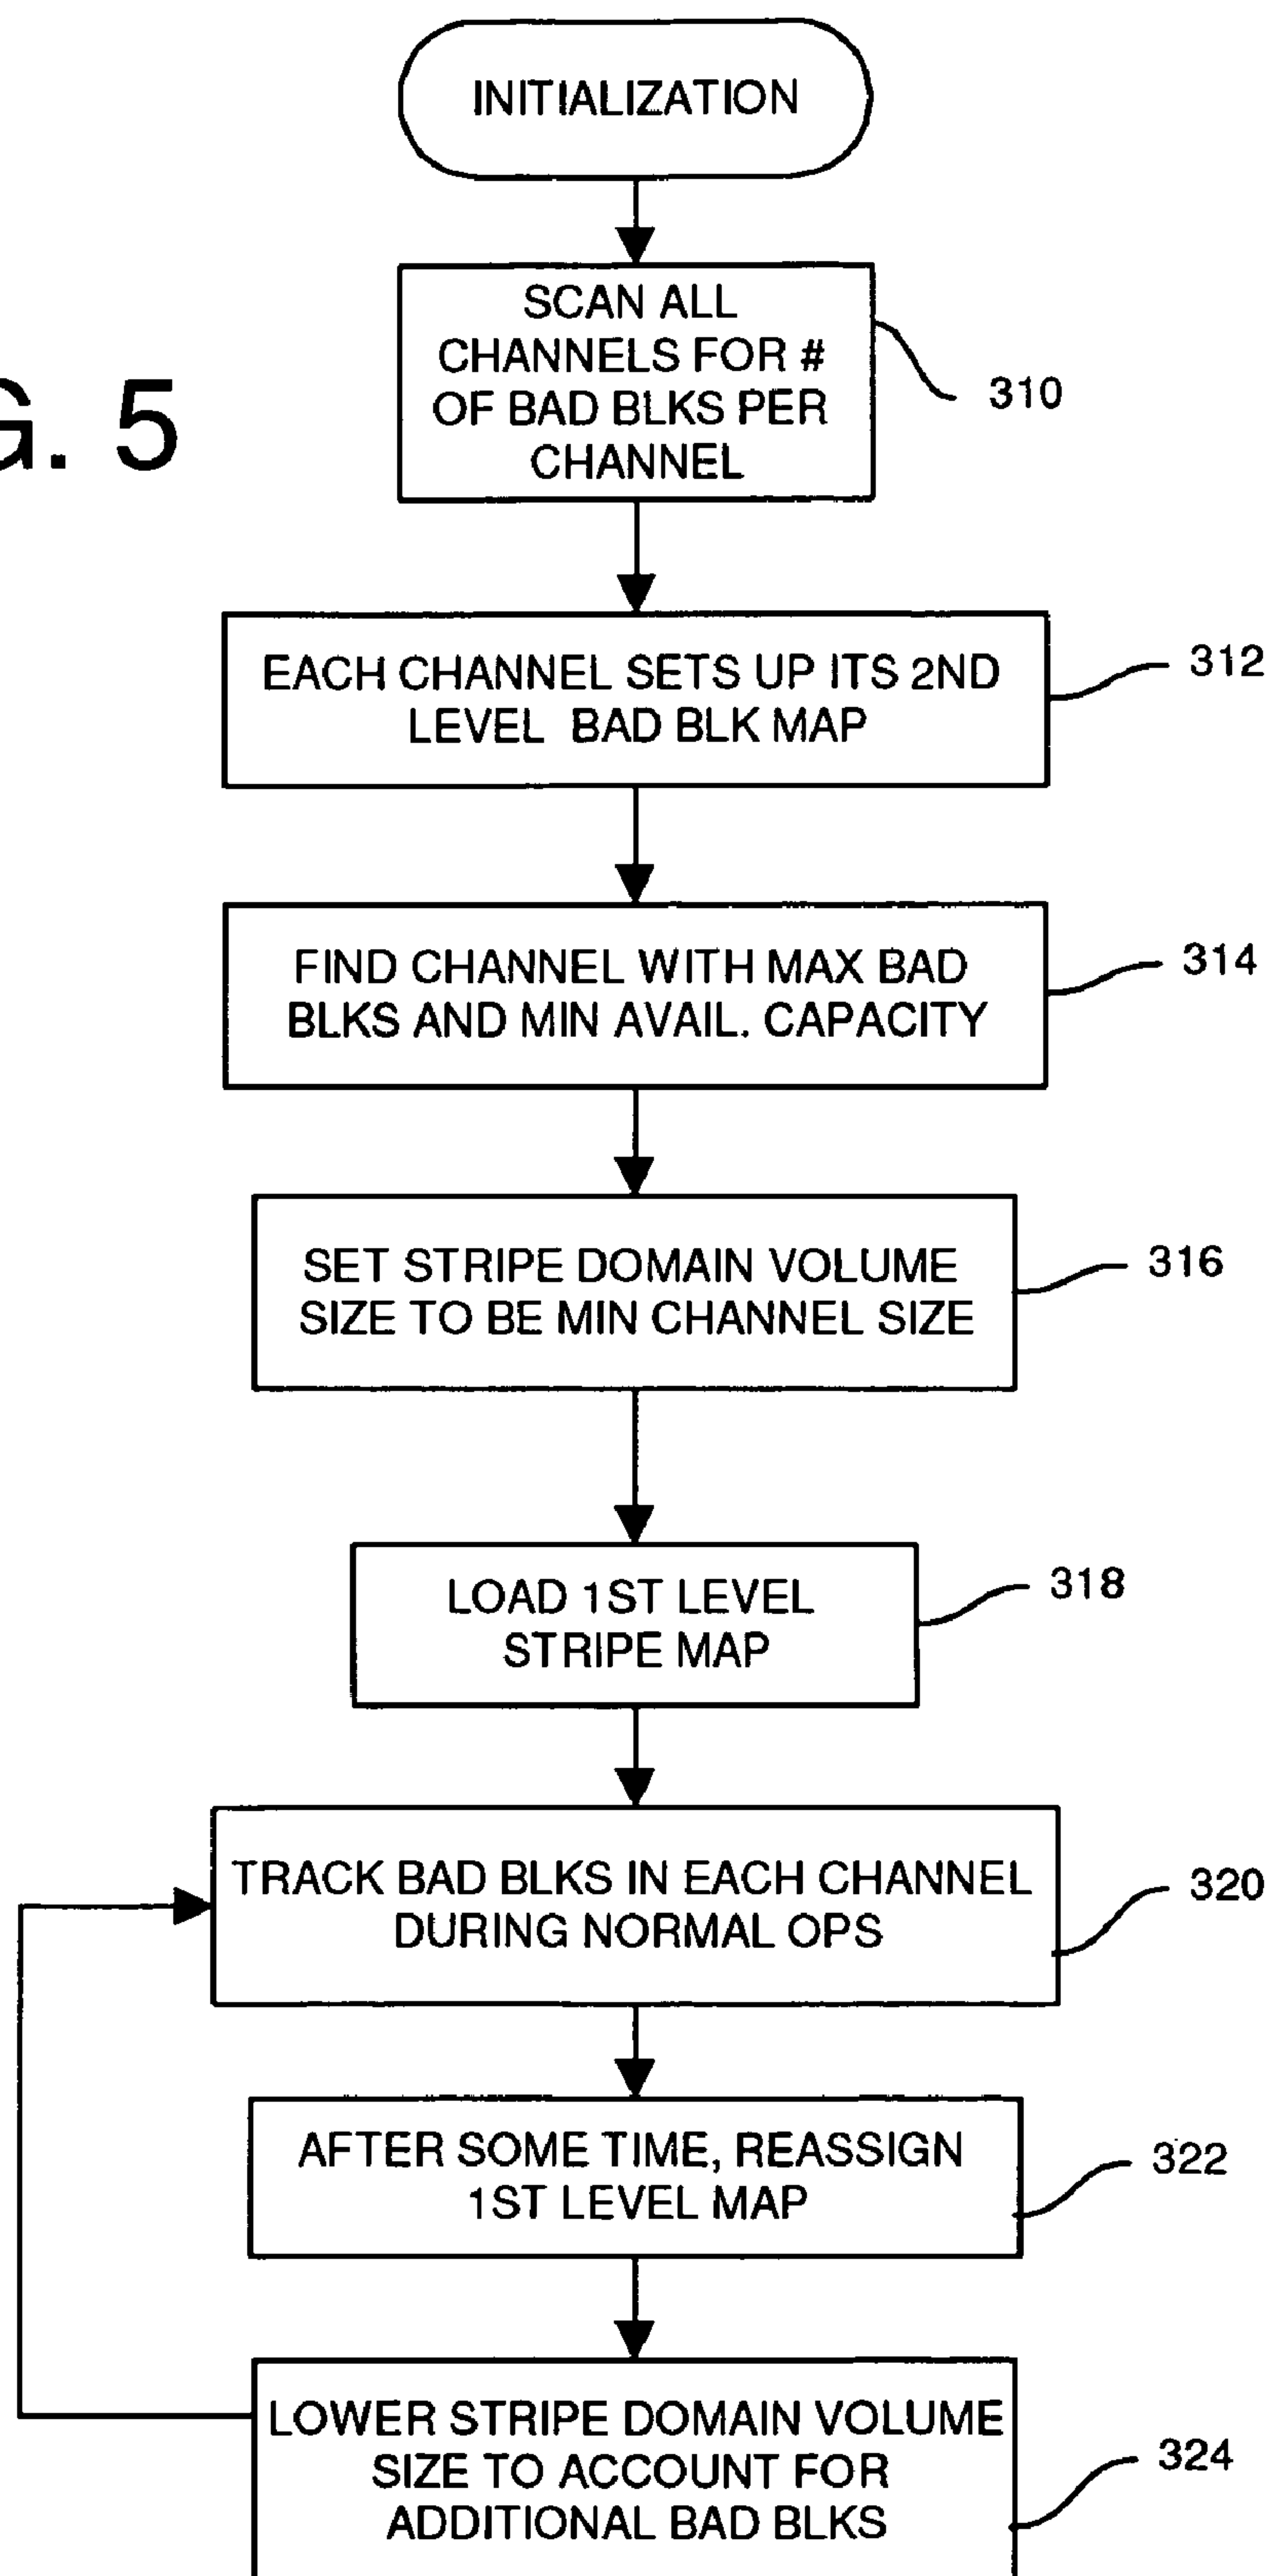 INITIALIZATION
SCAN ALL
CHANNELS FOR #
OF BAD BLKS PER
CHANNEL
310
G. 5
EACH CHANNEL SETS UP ITS 2ND
LEVEL BAD BLK MAP
312
FIND CHANNEL WITH MAX BAD
BLKS AND MIN AVAIL. CAPACITY
314
SET STRIPE DOMAIN VOLUME
SIZE TO BE MIN CHANNEL SIZE
316
LOAD 1ST LEVEL
STRIPE MAP
318
TRACK BAD BLKS IN EACH CHANNEL
DURING NORMAL OPS
320
AFTER SOME TIME, REASSIGN
1ST LEVEL MAP
322
LOWER STRIPE DOMAIN VOLUME
SIZE TO ACCOUNT FOR
ADDITIONAL BAD BLKS
324